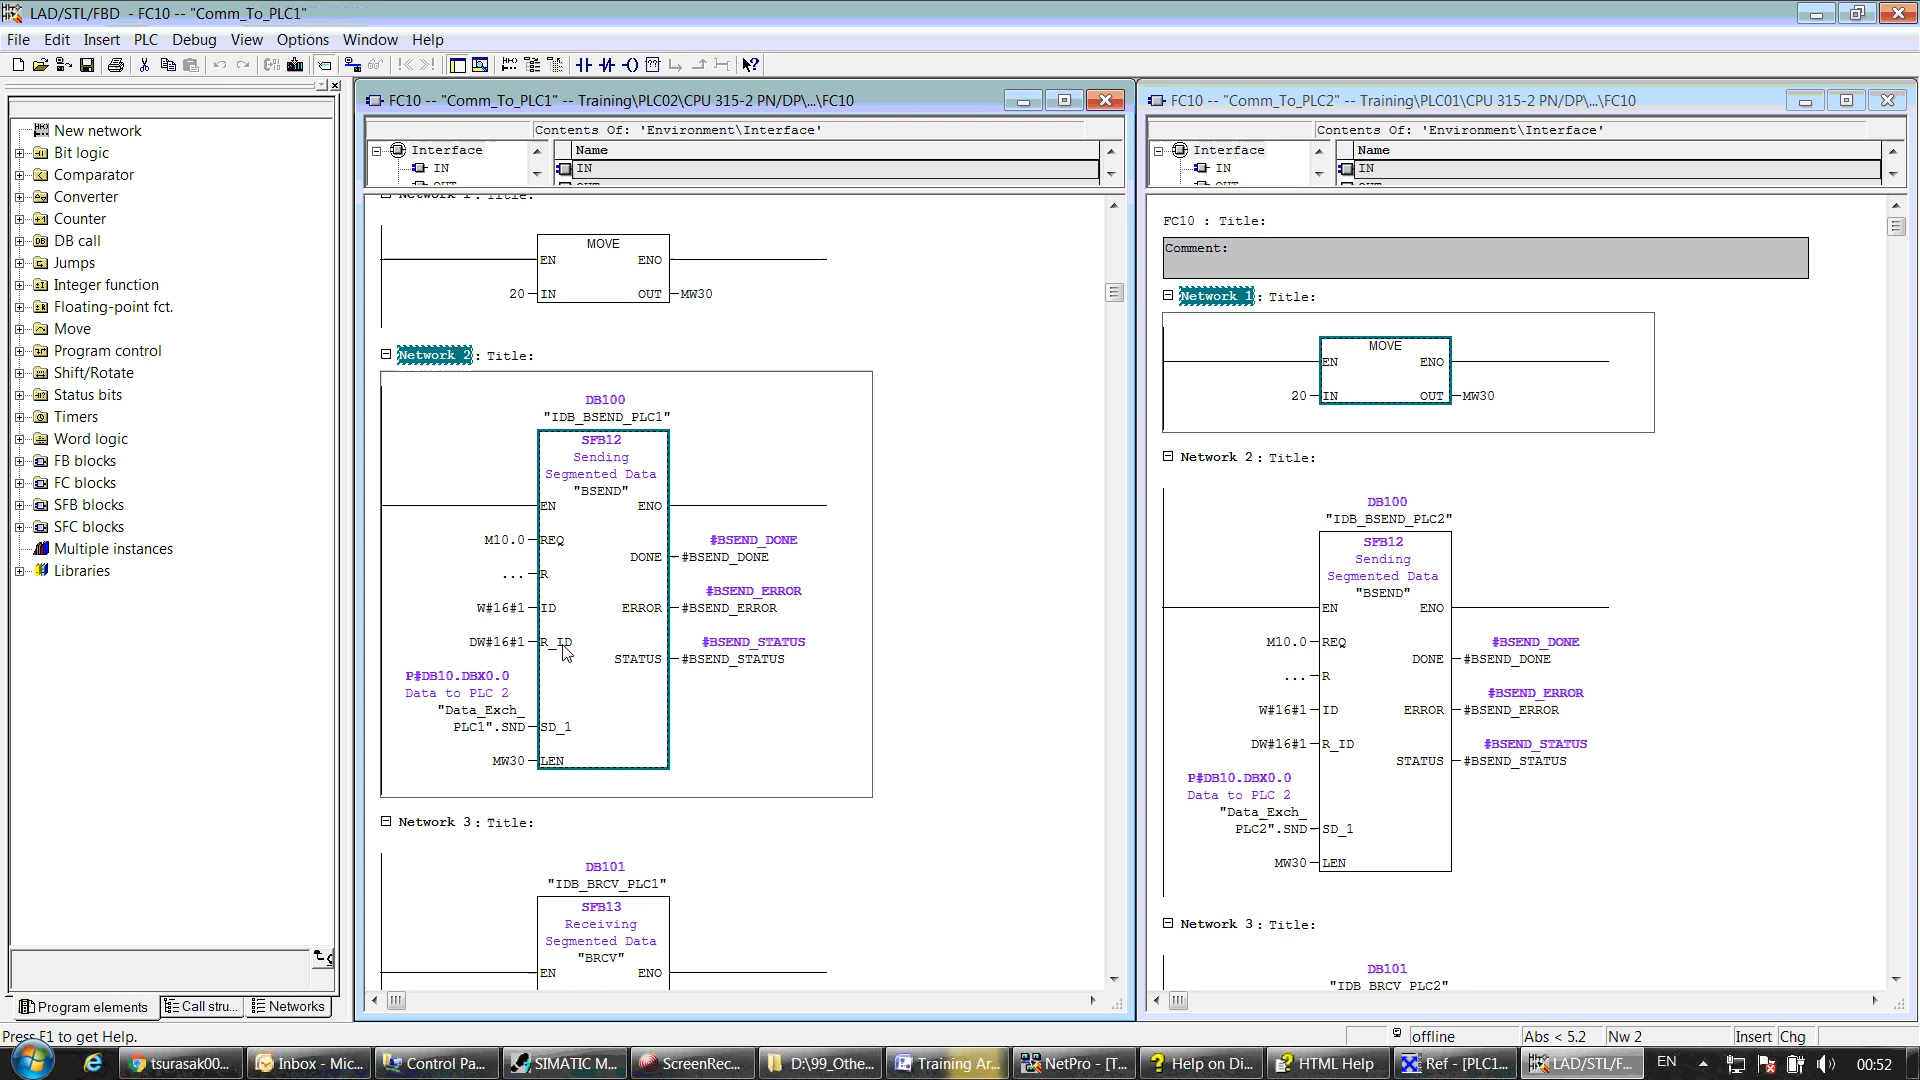 LAD/STL/FBD - FC10 -- "Comm_To_PLC1"
File Edit Insert PLC Debug View Options Window Help
New network
Bit logic
Comparator
Converter
Counter
DB call
Jumps
Integer function
Floating-point fct.
Move
Program control
Shift/Rotate
Status bits
Timers
Word logic
FB blocks
FC blocks
SFB blocks
SFC blocks
Multiple instances
Libraries
Program elements Call stru... Networks
FC10 -- "Comm_To_PLC1" -- Training\PLC02\CPU 315-2 PN/DP\...\FC10
Contents Of: 'Environment\Interface'
Interface Name
IN IN
Network 1: Title:
MOVE
EN ENO
20 IN OUT MW30
Network 2: Title:
DB100
"IDB_BSEND_PLC1"
SFB12
Sending
Segmented Data
"BSEND"
EN ENO
M10.0 REQ #BSEND_DONE
DONE #BSEND_DONE
... R
#BSEND_ERROR
W#16#1 ID ERROR #BSEND_ERROR
DW#16#1 R_ID #BSEND_STATUS
STATUS #BSEND_STATUS
P#DB10.DBX0.0
Data to PLC 2
"Data_Exch_
PLC1".SND SD_1
MW30 LEN
Network 3: Title:
DB101
"IDB_BRCV_PLC1"
SFB13
Receiving
Segmented Data
"BRCV"
EN ENO
FC10 -- "Comm_To_PLC2" -- Training\PLC01\CPU 315-2 PN/DP\...\FC10
Contents Of: 'Environment\Interface'
Interface Name
IN IN
FC10 : Title:
Comment:
Network 1: Title:
MOVE
EN ENO
20 IN OUT MW30
Network 2: Title:
DB100
"IDB_BSEND_PLC2"
SFB12
Sending
Segmented Data
"BSEND"
EN ENO
M10.0 REQ #BSEND_DONE
DONE #BSEND_DONE
... R
#BSEND_ERROR
W#16#1 ID ERROR #BSEND_ERROR
DW#16#1 R_ID #BSEND_STATUS
STATUS #BSEND_STATUS
P#DB10.DBX0.0
Data to PLC 2
"Data_Exch_
PLC2".SND SD_1
MW30 LEN
Network 3: Title:
DB101
"IDB_BRCV_PLC2"
Press F1 to get Help.
offline Abs < 5.2 Nw 2 Insert Chg
tsurasak00... Inbox - Mic... Control Pa... SIMATIC M... ScreenRec... D:\99_Othe... Training Ar... NetPro - [T... Help on Di... HTML Help Ref - [PLC1... LAD/STL/F... EN 00:52